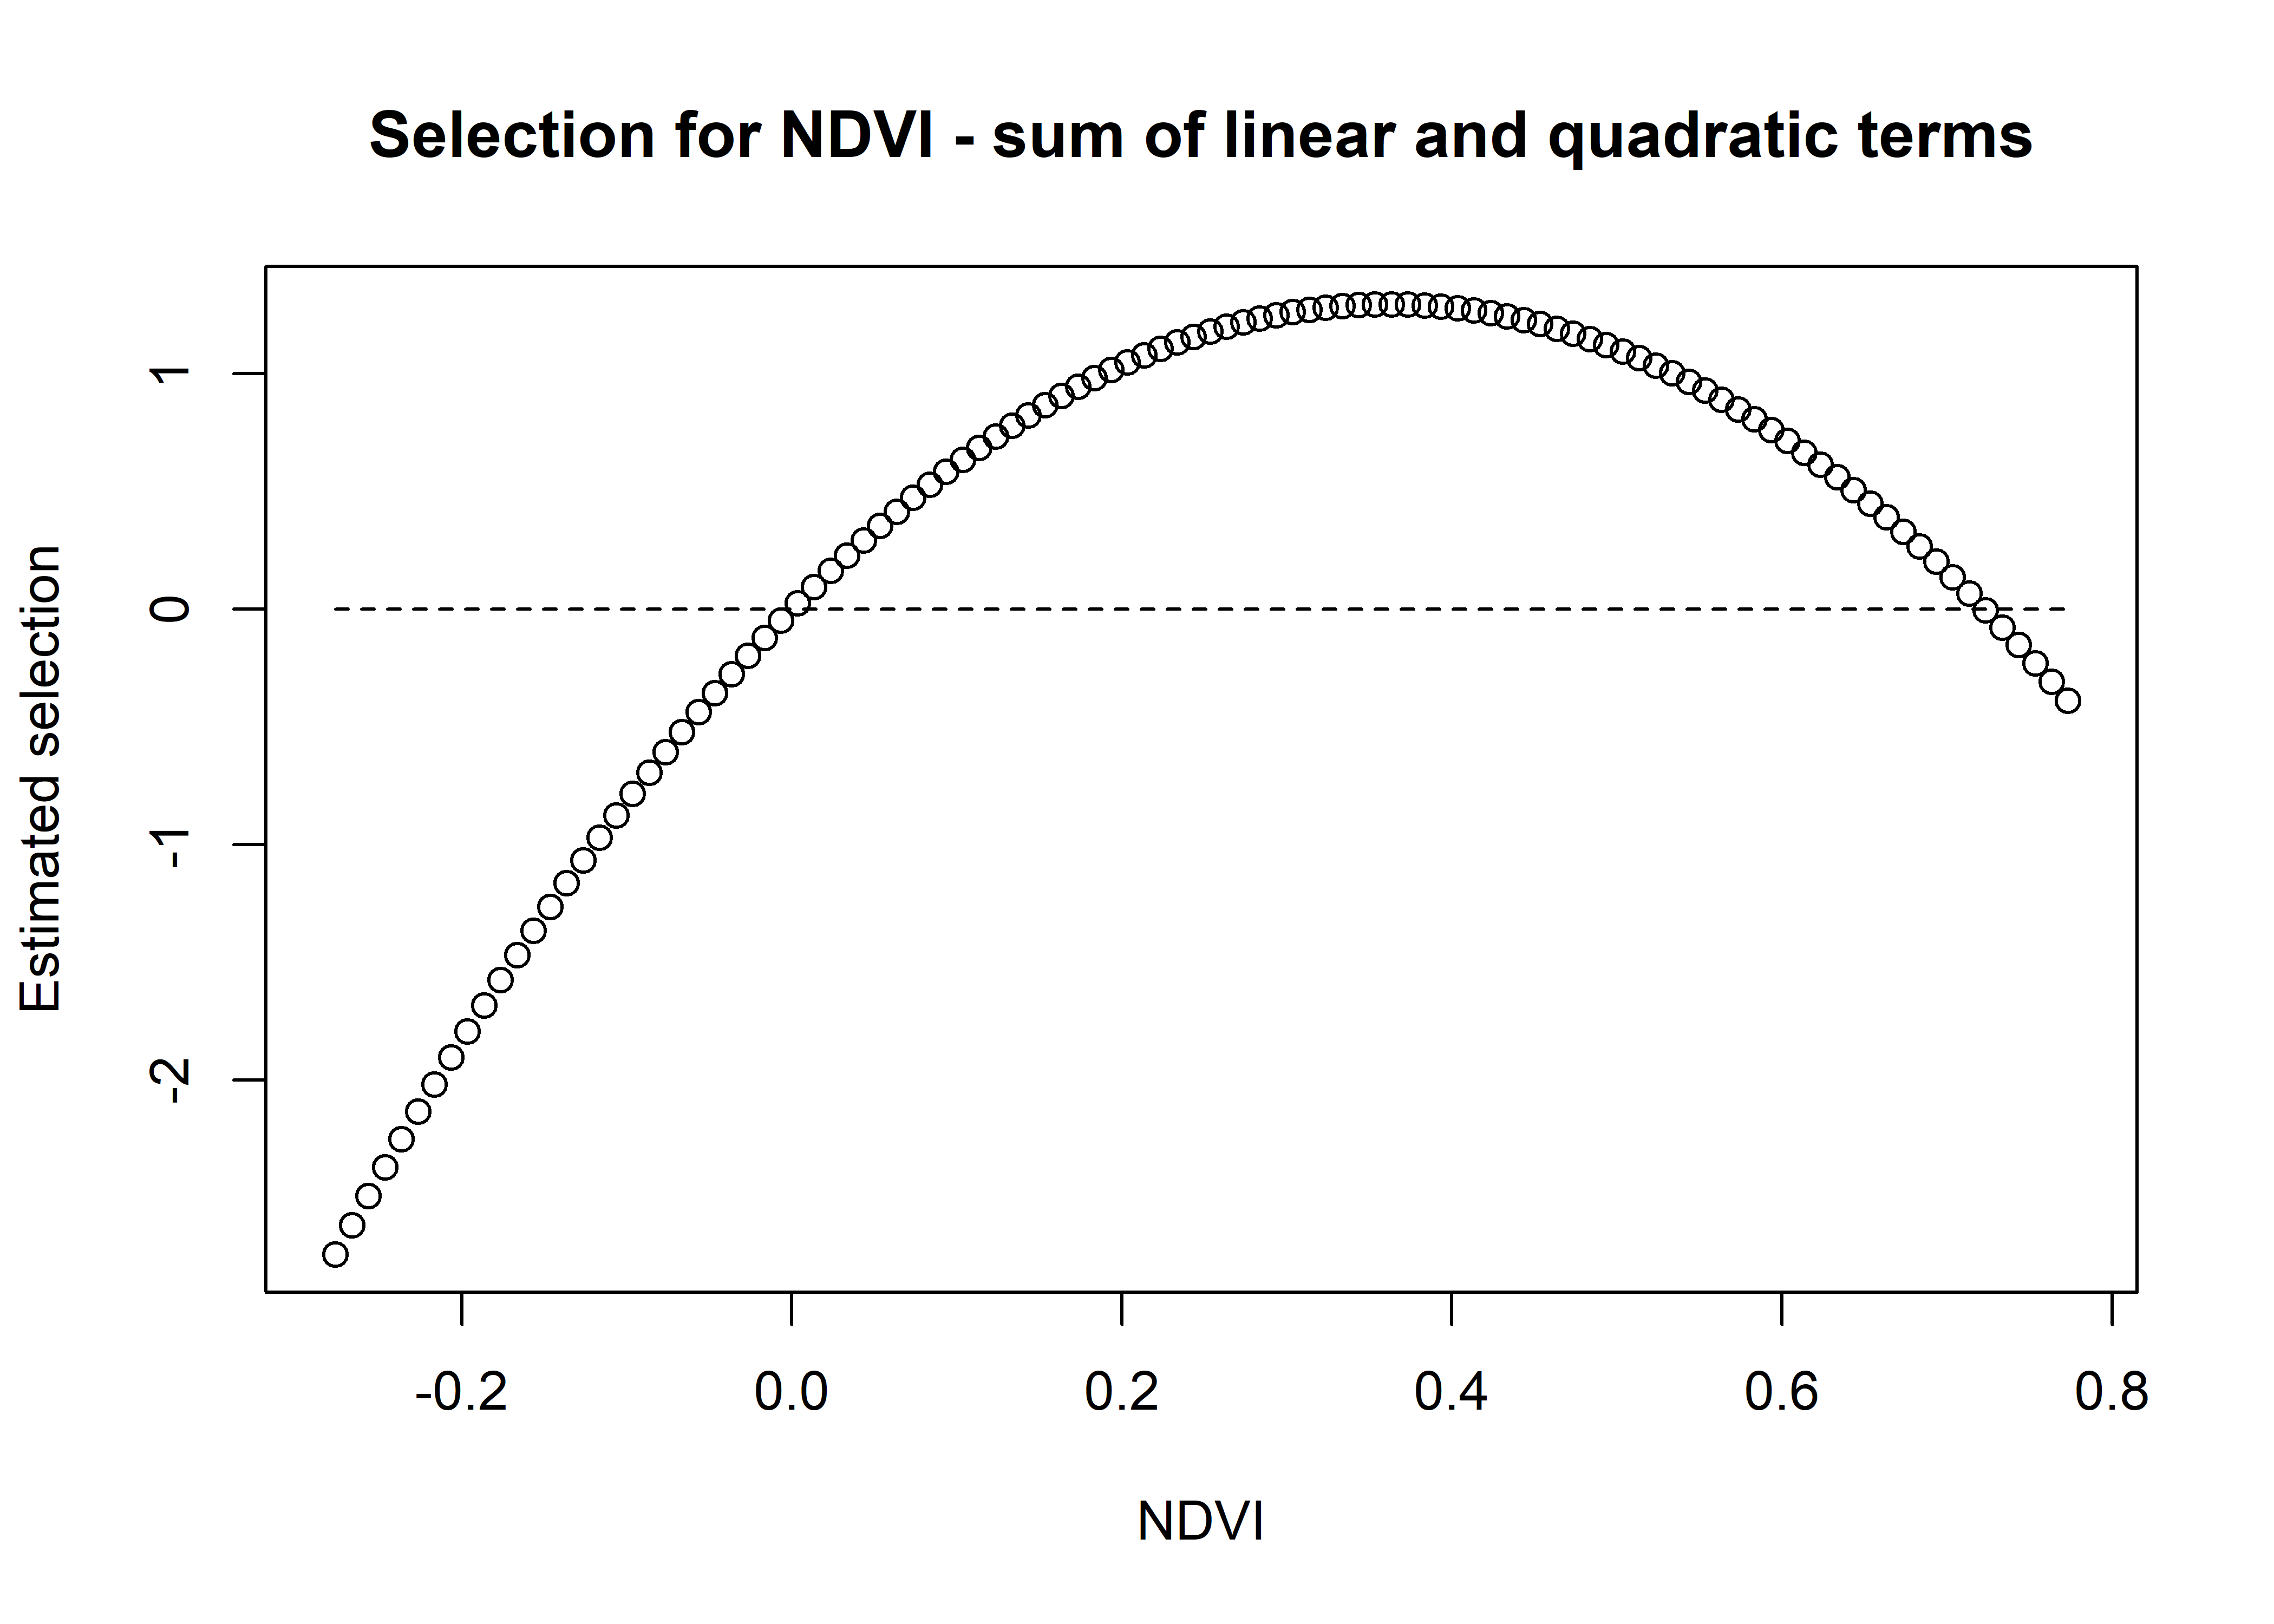 Selection for NDVI - sum of linear and quadratic terms
Estimated selection
1
0
-1
-2
-0.2 0.0 0.2 0.4 0.6 0.8
NDVI